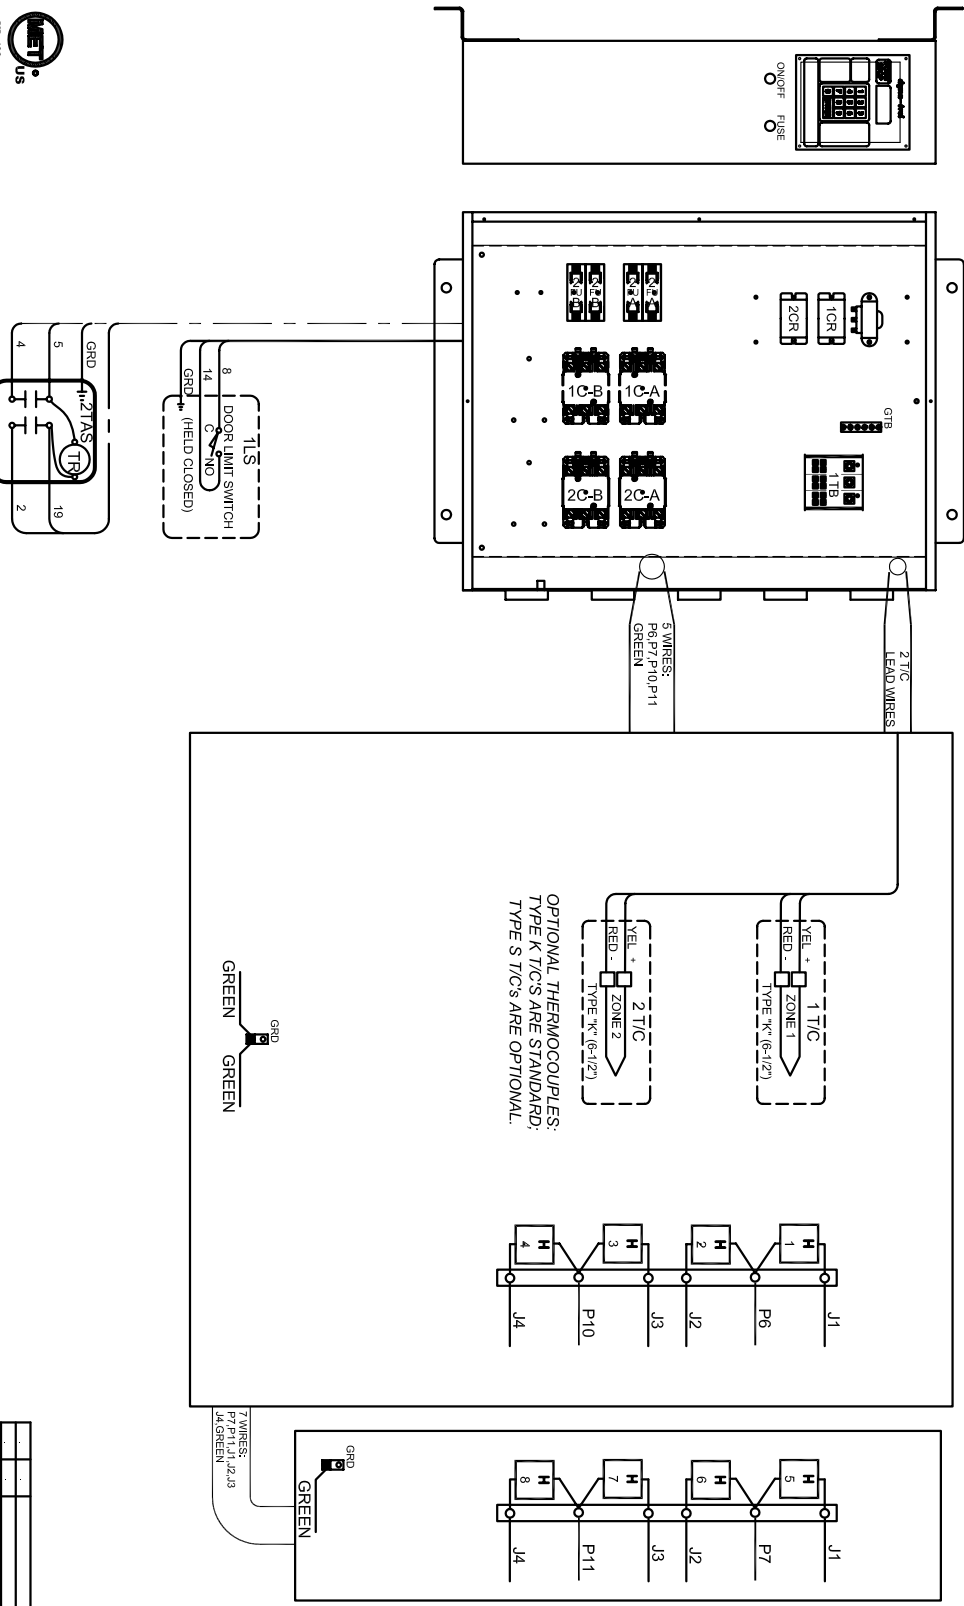 MET
US
ON/OFF
FUSE
2CR
1CR
GTB
1TB
1C-B
1C-A
2C-B
2C-A
4
5
GRD
2TAS
TR
2
19
8
14
GRD
1LS
DOOR LIMIT SWITCH
C
NO
(HELD CLOSED)
5 WIRES:
P6,P7,P10,P11
GREEN
2 T/C
LEAD WIRES
1 T/C
YEL +
RED -
ZONE 1
TYPE "K" (6-1/2")
2 T/C
YEL +
RED -
ZONE 2
TYPE "K" (6-1/2")
OPTIONAL THERMOCOUPLES:
TYPE K T/C'S ARE STANDARD;
TYPE S T/C's ARE OPTIONAL.
GRD
GREEN
GREEN
H
4
H
3
H
2
H
1
J4
P10
J3
J2
P6
J1
7 WIRES:
P7,P11,J1,J2,J3
J4,GREEN
GRD
GREEN
H
8
H
7
H
6
H
5
J4
P11
J3
J2
P7
J1